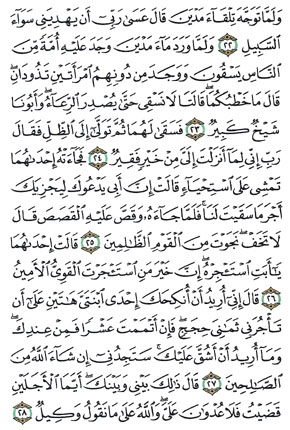 وَلَمَّا تَوَجَّهَ تِلْقَآءَ مَدْيَنَ قَالَ عَسَىٰ رَبِّىٓ أَن يَهْدِيَنِى سَوَآءَ
ٱلسَّبِيلِ ٢٢ وَلَمَّا وَرَدَ مَآءَ مَدْيَنَ وَجَدَ عَلَيْهِ أُمَّةً مِّنَ
ٱلنَّاسِ يَسْقُونَ وَوَجَدَ مِن دُونِهِمُ ٱمْرَأَتَيْنِ تَذُودَانِ ۖ
قَالَ مَا خَطْبُكُمَا ۖ قَالَتَا لَا نَسْقِى حَتَّىٰ يُصْدِرَ ٱلرِّعَآءُ ۖ وَأَبُونَا
شَيْخٌ كَبِيرٌ ٢٣ فَسَقَىٰ لَهُمَا ثُمَّ تَوَلَّىٰٓ إِلَى ٱلظِّلِّ فَقَالَ
رَبِّ إِنِّى لِمَآ أَنزَلْتَ إِلَىَّ مِنْ خَيْرٍ فَقِيرٌ ٢٤ فَجَآءَتْهُ إِحْدَىٰهُمَا
تَمْشِى عَلَى ٱسْتِحْيَآءٍ قَالَتْ إِنَّ أَبِى يَدْعُوكَ لِيَجْزِيَكَ
أَجْرَ مَا سَقَيْتَ لَنَا ۚ فَلَمَّا جَآءَهُۥ وَقَصَّ عَلَيْهِ ٱلْقَصَصَ قَالَ
لَا تَخَفْ ۖ نَجَوْتَ مِنَ ٱلْقَوْمِ ٱلظَّٰلِمِينَ ٢٥ قَالَتْ إِحْدَىٰهُمَا
يَٰٓأَبَتِ ٱسْتَـْٔجِرْهُ ۖ إِنَّ خَيْرَ مَنِ ٱسْتَـْٔجَرْتَ ٱلْقَوِىُّ ٱلْأَمِينُ
٢٦ قَالَ إِنِّىٓ أُرِيدُ أَنْ أُنكِحَكَ إِحْدَى ٱبْنَتَىَّ هَٰتَيْنِ عَلَىٰٓ أَن
تَأْجُرَنِى ثَمَٰنِىَ حِجَجٍ ۖ فَإِنْ أَتْمَمْتَ عَشْرًا فَمِنْ عِندِكَ ۖ
وَمَآ أُرِيدُ أَنْ أَشُقَّ عَلَيْكَ ۚ سَتَجِدُنِىٓ إِن شَآءَ ٱللَّهُ مِنَ
ٱلصَّٰلِحِينَ ٢٧ قَالَ ذَٰلِكَ بَيْنِى وَبَيْنَكَ ۖ أَيَّمَا ٱلْأَجَلَيْنِ
قَضَيْتُ فَلَا عُدْوَٰنَ عَلَىَّ ۖ وَٱللَّهُ عَلَىٰ مَا نَقُولُ وَكِيلٌ ٢٨